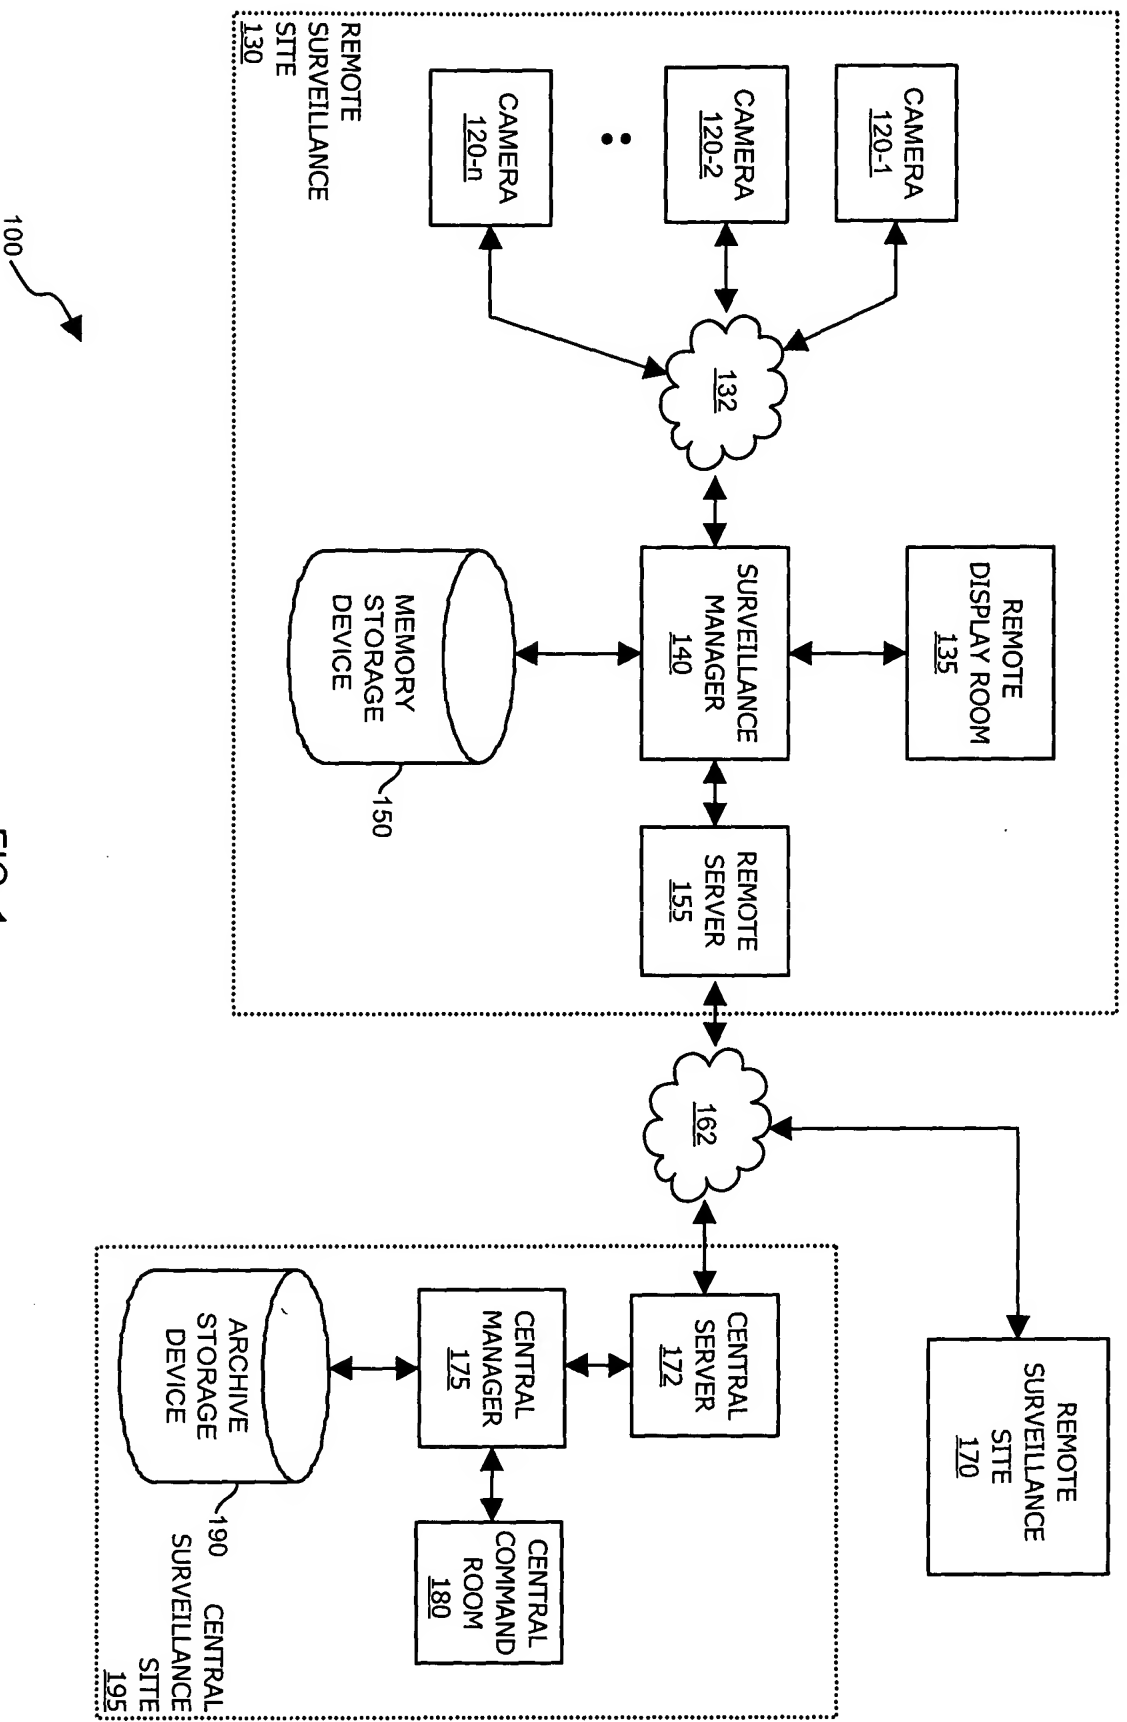 CAMERA
120-1
CAMERA
120-2
CAMERA
120-n
REMOTE
SURVEILLANCE
SITE
130
132
REMOTE
DISPLAY ROOM
135
SURVEILLANCE
MANAGER
140
MEMORY
STORAGE
DEVICE
150
REMOTE
SERVER
155
162
REMOTE
SURVEILLANCE
SITE
170
CENTRAL
SERVER
172
CENTRAL
MANAGER
175
CENTRAL
COMMAND
ROOM
180
ARCHIVE
STORAGE
DEVICE
190
CENTRAL
SURVEILLANCE
SITE
195
100
FIG. 1